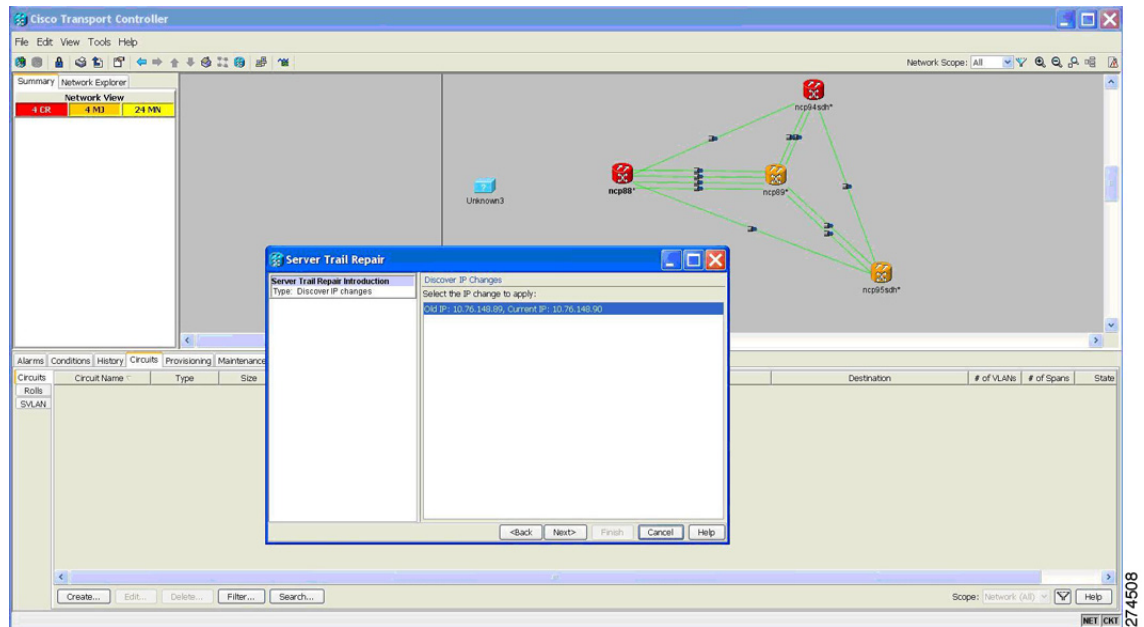 Cisco Transport Controller
File Edit View Tools Help
Network Scope: All
Summary Network Explorer
Network View
4 CR 4 MJ 24 MN
ncp94sdh*
Unknown3
ncp88*
ncp89*
ncp95sdh*
Server Trail Repair
Server Trail Repair Introduction
Type: Discover IP changes
Discover IP Changes
Select the IP change to apply:
Old IP: 10.76.148.89, Current IP: 10.76.148.90
<Back Next> Finish Cancel Help
Alarms Conditions History Circuits Provisioning Maintenance
Circuits
Rolls
SVLAN
Circuit Name Type Size Destination # of VLANs # of Spans State
Create... Edit... Delete... Filter... Search...
Scope: Network (All) Help
NET CKT
274508